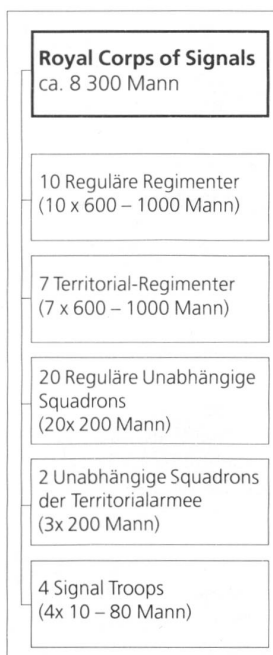 Royal Corps of Signals
ca. 8 300 Mann
10 Reguläre Regimenter
(10 x 600 – 1000 Mann)
7 Territorial-Regimenter
(7 x 600 – 1000 Mann)
20 Reguläre Unabhängige
Squadrons
(20x 200 Mann)
2 Unabhängige Squadrons
der Territorialarmee
(3x 200 Mann)
4 Signal Troops
(4x 10 – 80 Mann)